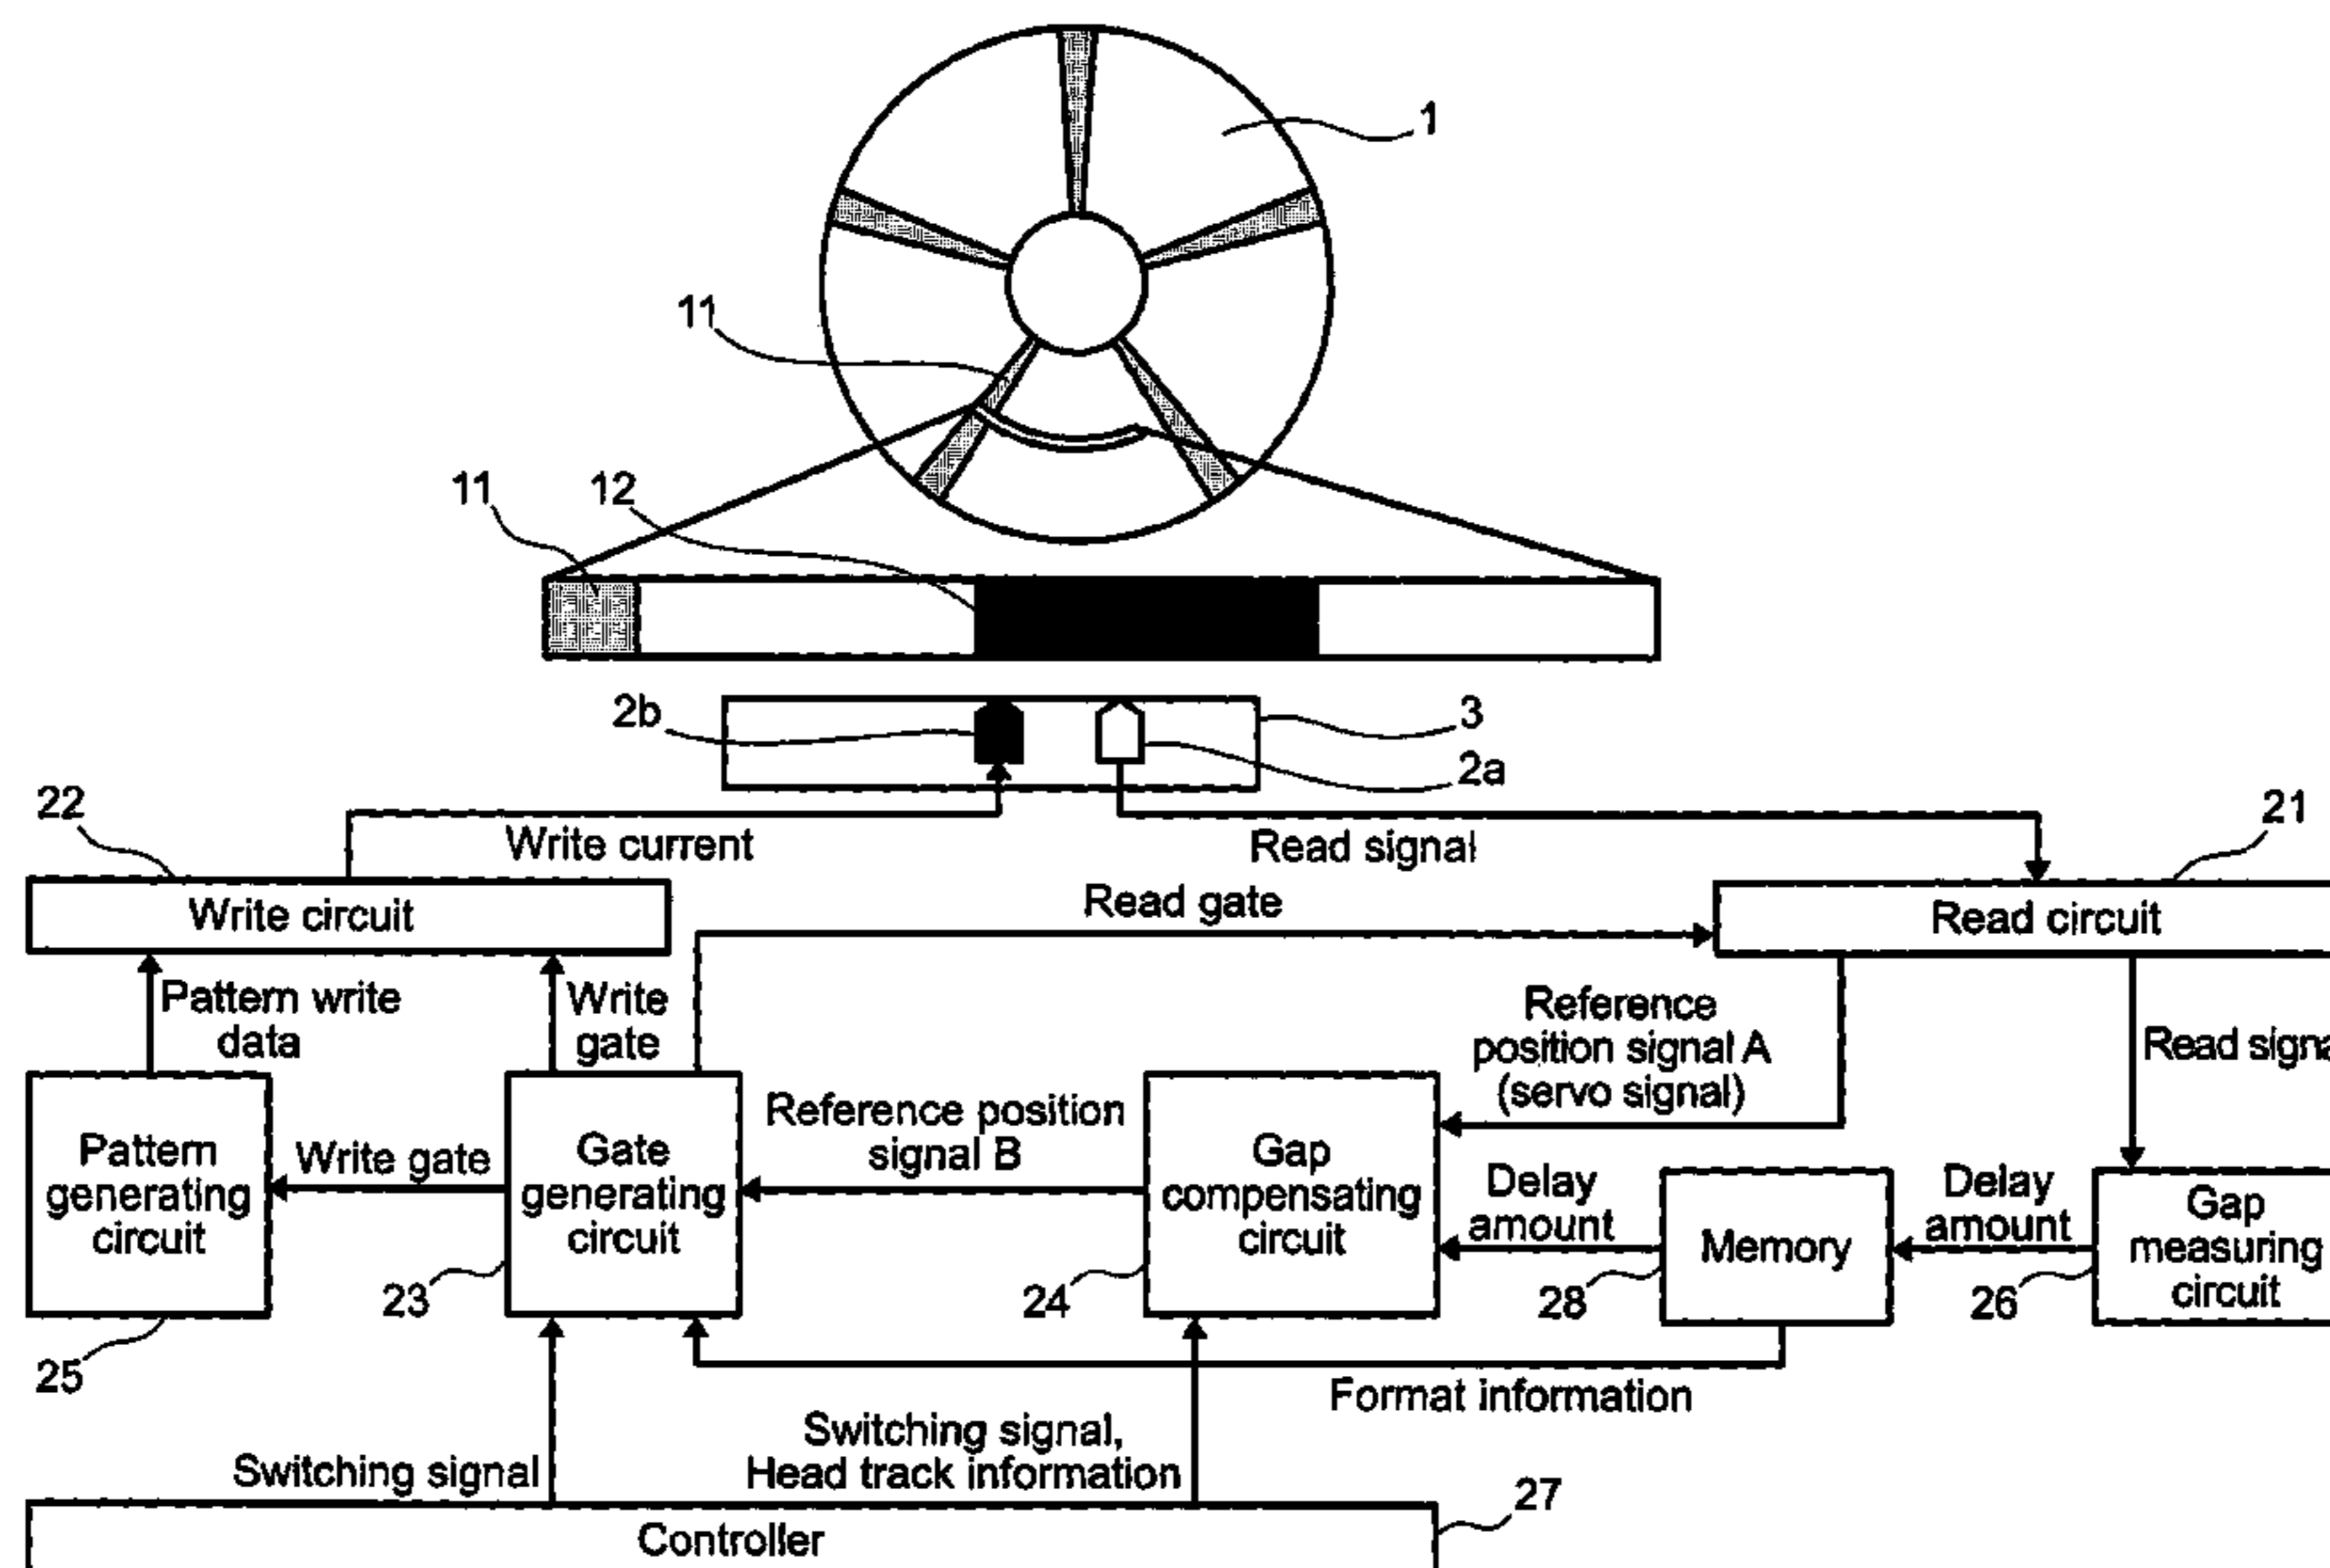 1
11
11
12
2b
3
2a
22
21
Write current
Read signal
Write circuit
Read gate
Read circuit
Pattern write
data
Write
gate
Reference
position signal A
(servo signal)
Read signa
Pattern
generating
circuit
Write gate
Gate
generating
circuit
Reference position
signal B
Gap
compensating
circuit
Delay
amount
Memory
Delay
amount
Gap
measuring
circuit
23
24
28
26
25
Format information
Switching signal
Switching signal,
Head track information
27
Controller